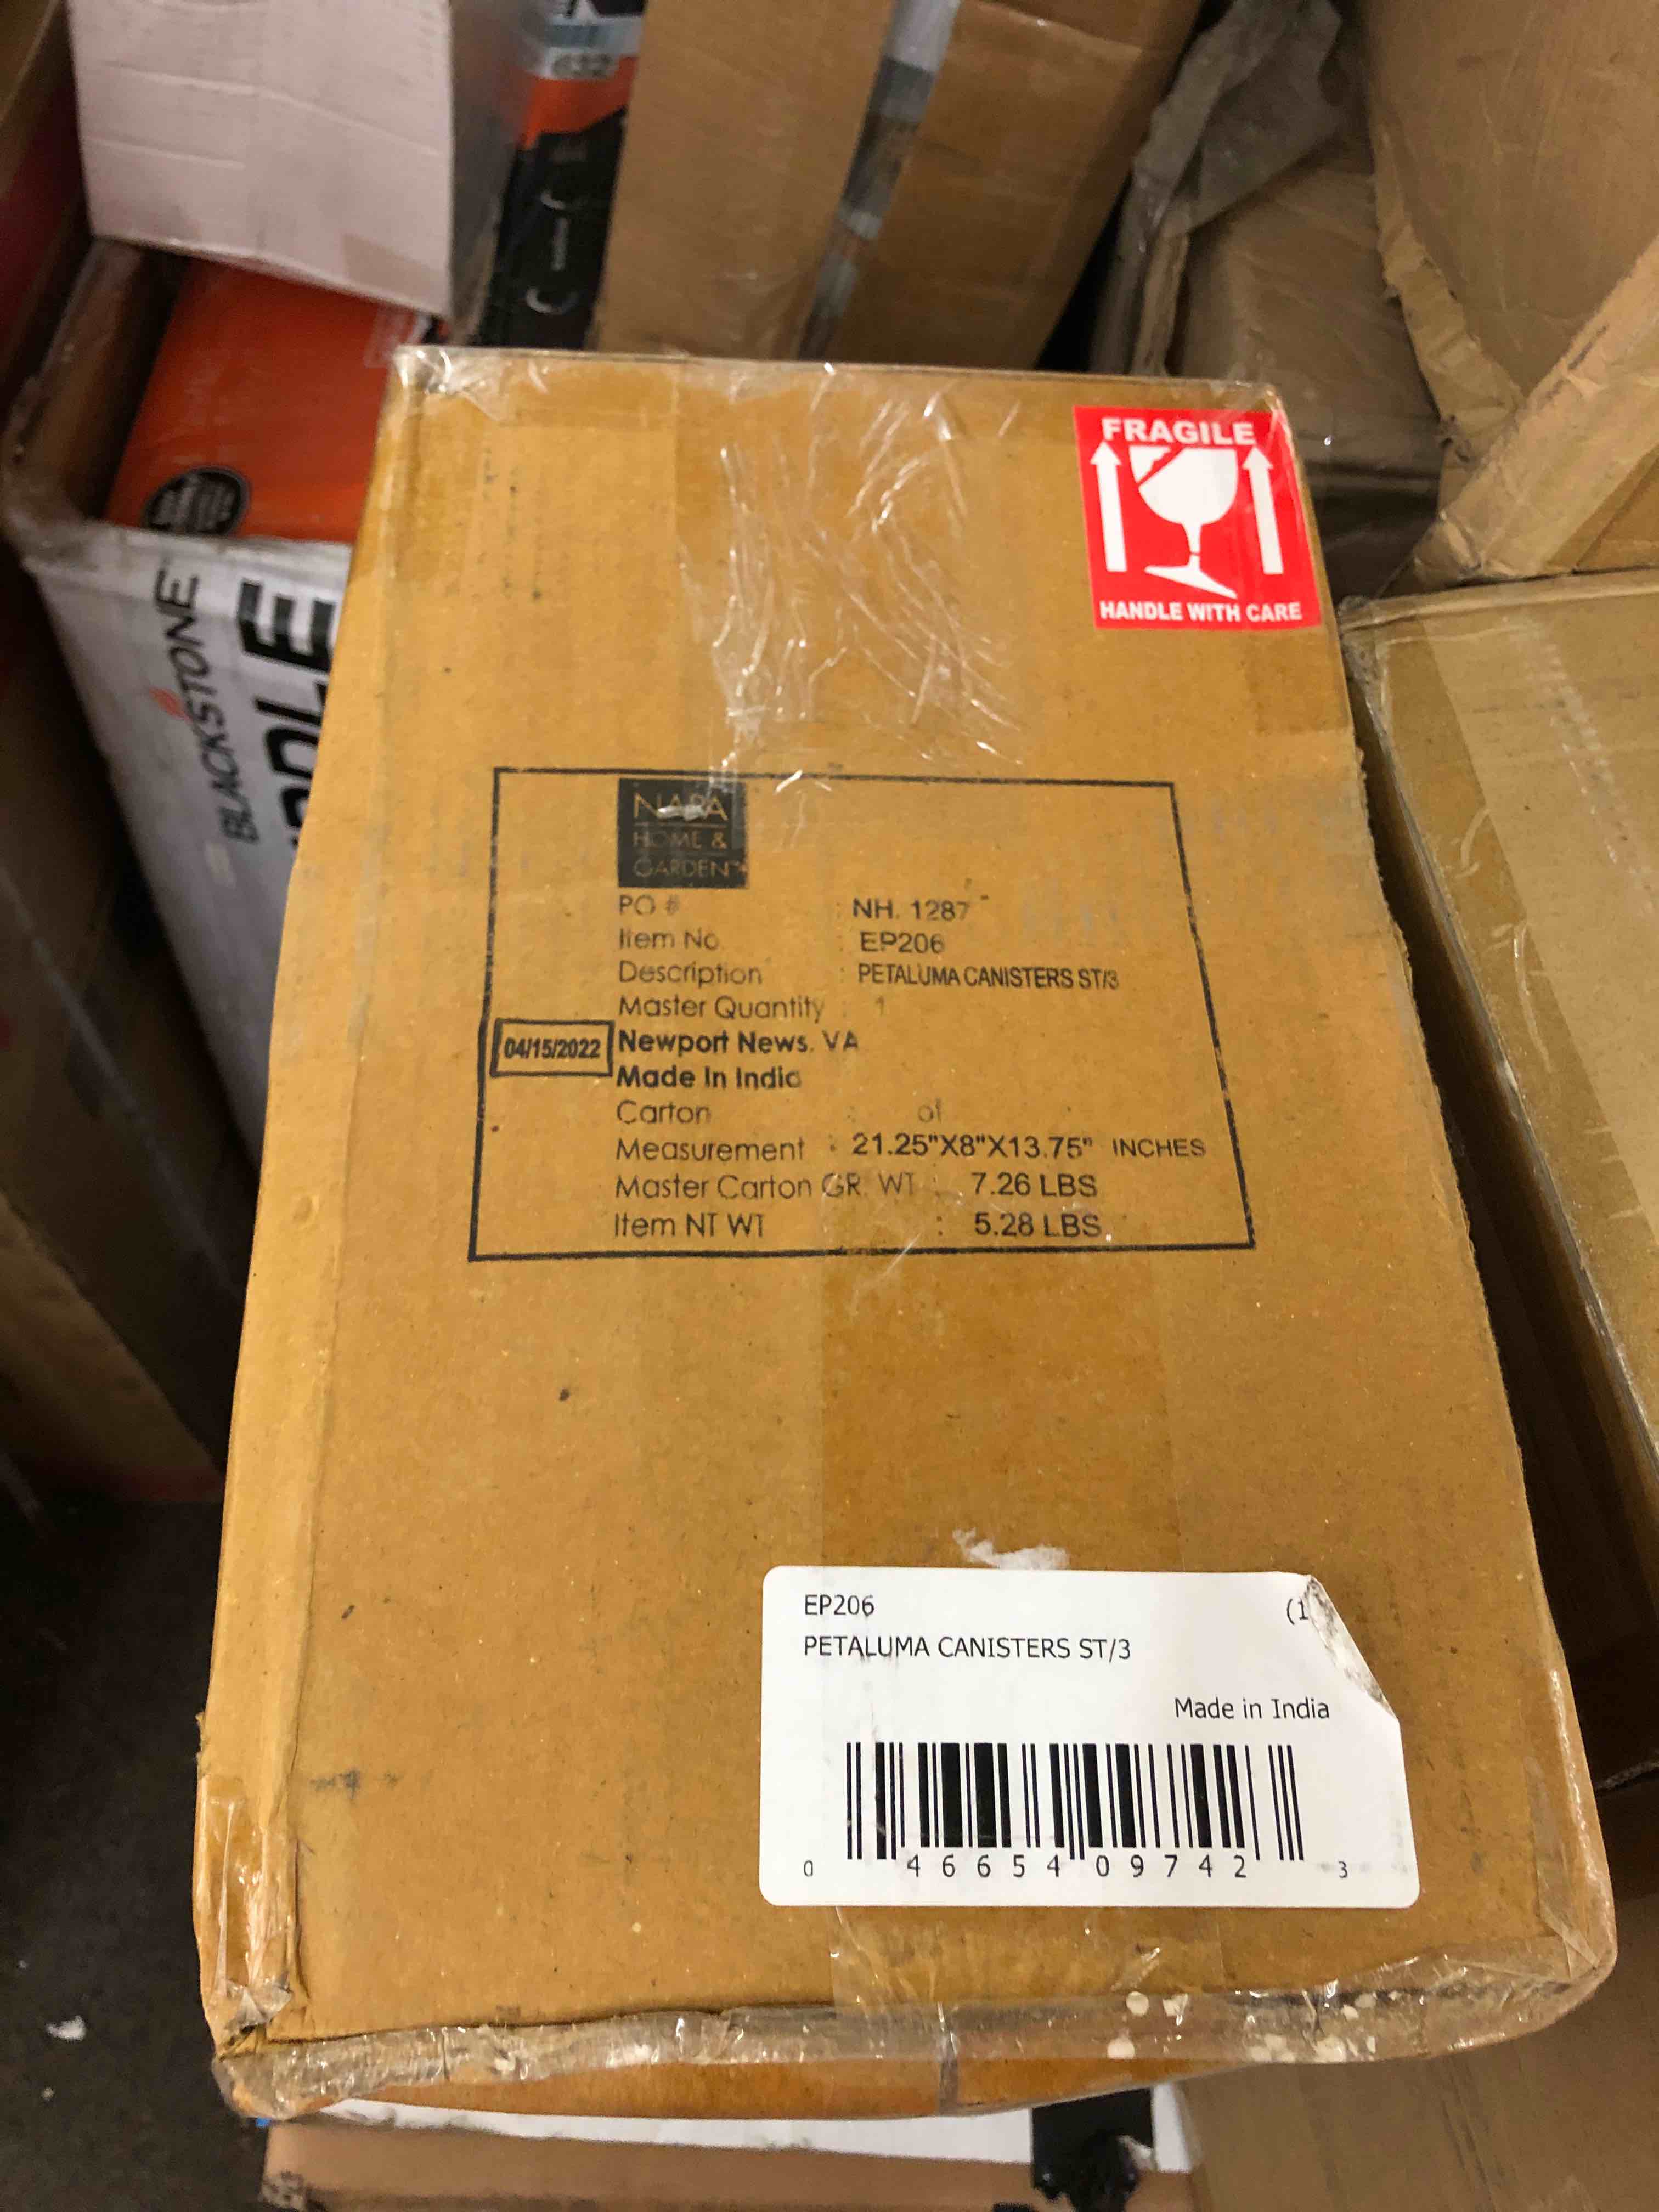 632
BLACKSTONE
FRAGILE
HANDLE WITH CARE
NAPA
HOME &
GARDEN™
PO # : NH. 1287
Item No. : EP206
Description : PETALUMA CANISTERS ST/3
Master Quantity : 1
04/15/2022
Newport News, VA
Made In India
Carton : of
Measurement : 21.25"X8"X13.75" INCHES
Master Carton GR. WT : 7.26 LBS
Item NT WT : 5.28 LBS.
EP206 (1
PETALUMA CANISTERS ST/3
Made in India
0 46654 09742 3